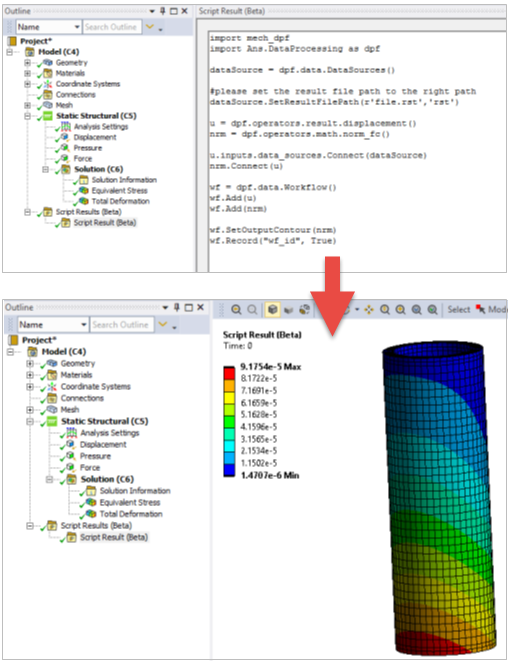 Outline
Script Result (Beta)
Name
Search Outline
Project*
Model (C4)
Geometry
Materials
Coordinate Systems
Connections
Mesh
Static Structural (C5)
Analysis Settings
Displacement
Pressure
Force
Solution (C6)
Solution Information
Equivalent Stress
Total Deformation
Script Results (Beta)
Script Result (Beta)
import mech_dpf
import Ans.DataProcessing as dpf
dataSource = dpf.data.DataSources()
#please set the result file path to the right path
dataSource.SetResultFilePath(r'file.rst','rst')
u = dpf.operators.result.displacement()
nrm = dpf.operators.math.norm_fc()
u.inputs.data_sources.Connect(dataSource)
nrm.Connect(u)
wf = dpf.data.Workflow()
wf.Add(u)
wf.Add(nrm)
wf.SetOutputContour(nrm)
wf.Record("wf_id", True)
Outline
Name
Search Outline
Project*
Model (C4)
Geometry
Materials
Coordinate Systems
Connections
Mesh
Static Structural (C5)
Analysis Settings
Displacement
Pressure
Force
Solution (C6)
Solution Information
Equivalent Stress
Total Deformation
Script Results (Beta)
Script Result (Beta)
Select
Mod
Script Result (Beta)
Time: 0
9.1754e-5 Max
8.1722e-5
7.1691e-5
6.1659e-5
5.1628e-5
4.1596e-5
3.1565e-5
2.1534e-5
1.1502e-5
1.4707e-6 Min